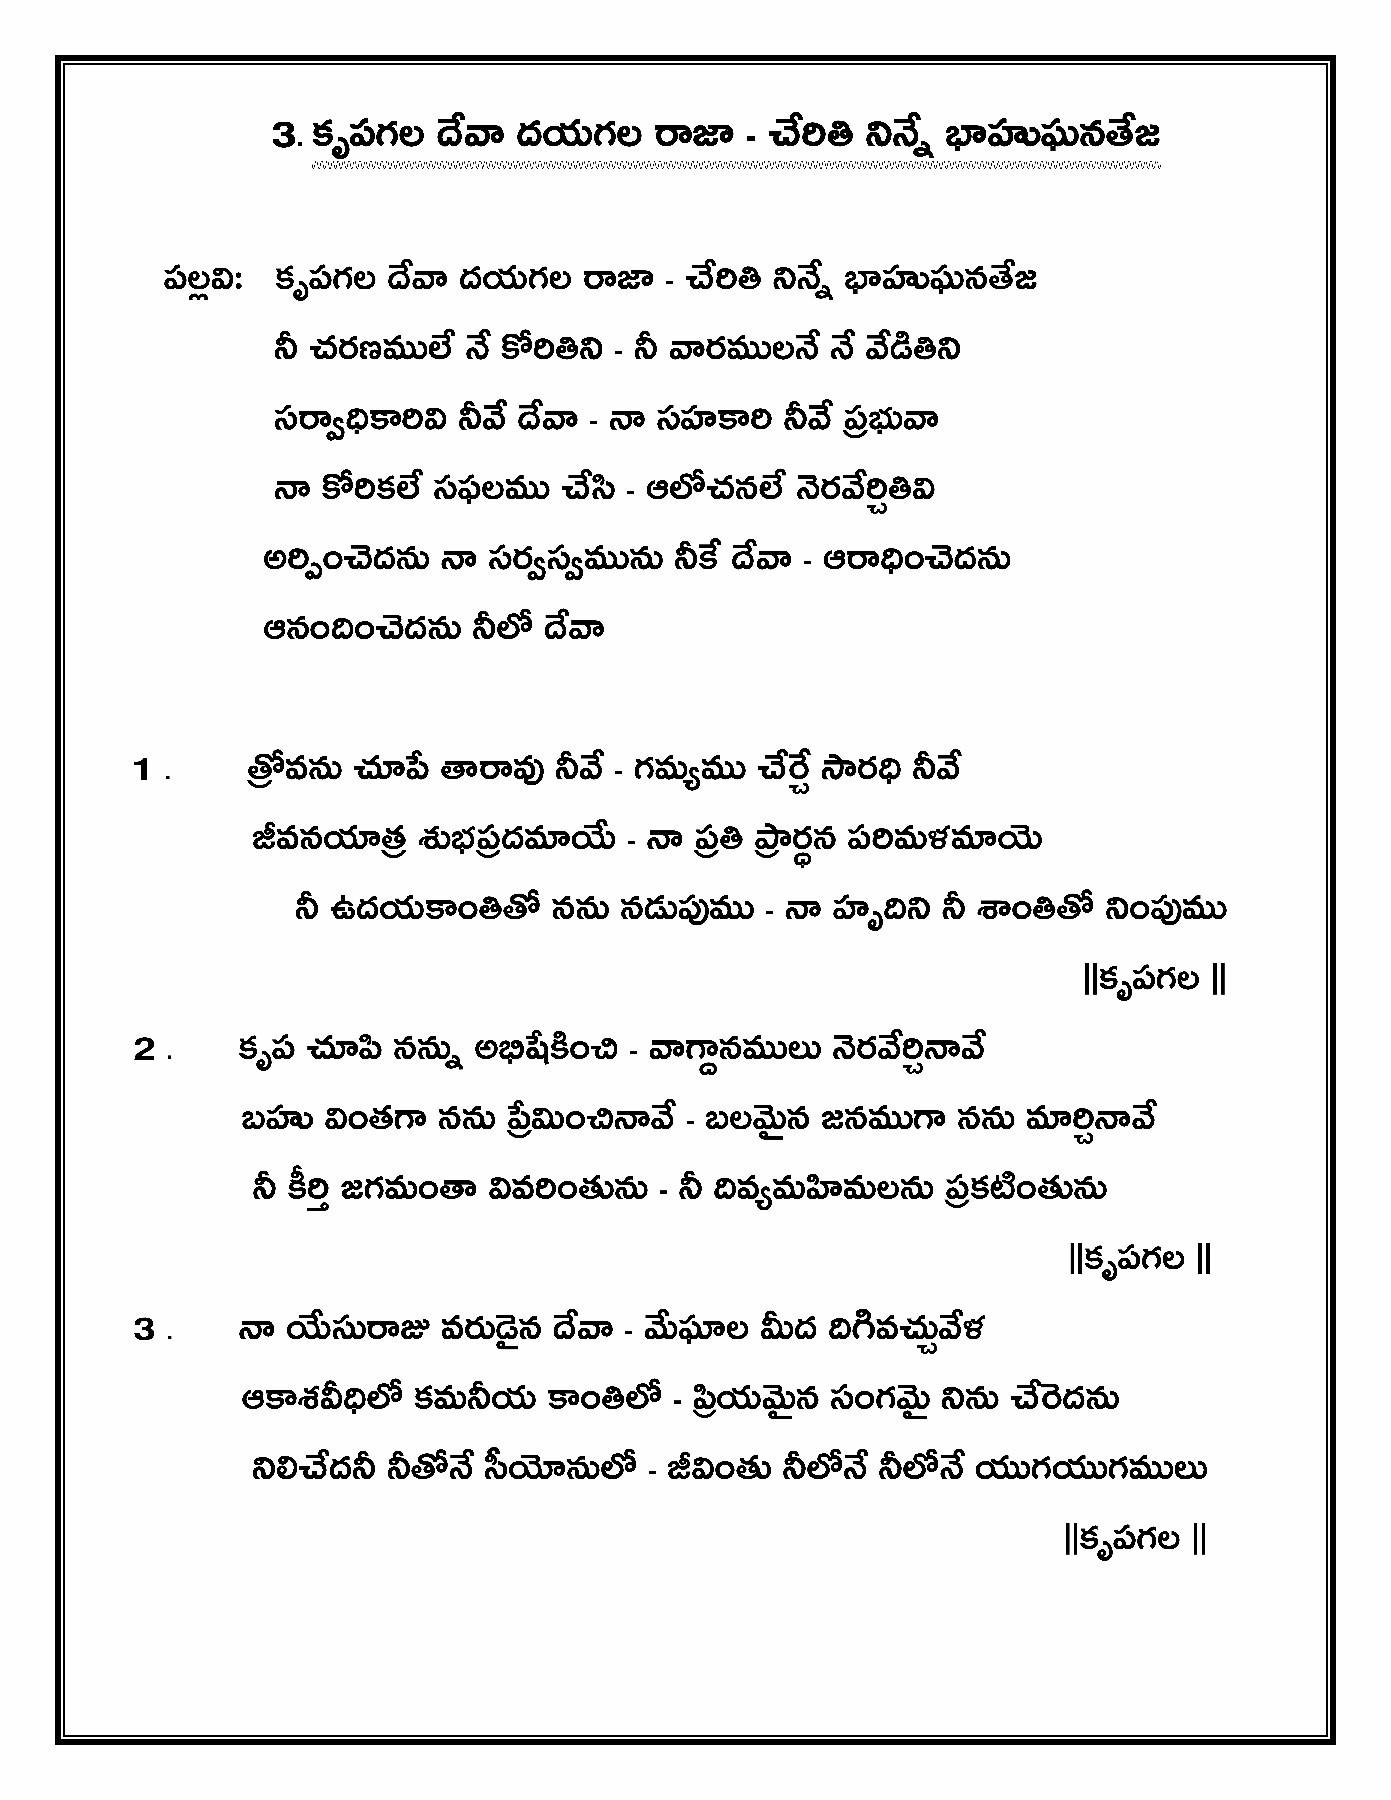 3. కృపగల దేవా దయగల రాజా - చేరితి నిన్నే భాహుఘనతేజ
పల్లవి: కృపగల దేవా దయగల రాజా - చేరితి నిన్నే భాహుఘనతేజ
నీ చరణములే నే కోరితిని - నీ వారములనే నే వేడితిని
సర్వాధికారివి నీవే దేవా - నా సహకారి నీవే ప్రభువా
నా కోరికలే సఫలము చేసి - ఆలోచనలే నెరవేర్చితివి
అర్పించెదను నా సర్వస్వమును నీకే దేవా - ఆరాధించెదను
ఆనందించెదను నీలో దేవా
1 . త్రోవను చూపే తారావు నీవే - గమ్యము చేర్చే సారధి నీవే
జీవనయాత్ర శుభప్రదమాయే - నా ప్రతి ప్రార్ధన పరిమళమాయె
నీ ఉదయకాంతితో నను నడుపుము - నా హృదిని నీ శాంతితో నింపుము
||కృపగల ||
2 . కృప చూపి నన్ను అభిషేకించి - వాగ్దానములు నెరవేర్చినావే
బహు వింతగా నను ప్రేమించినావే - బలమైన జనముగా నను మార్చినావే
నీ కీర్తి జగమంతా వివరింతును - నీ దివ్యమహిమలను ప్రకటింతును
||కృపగల ||
3 . నా యేసురాజు వరుడైన దేవా - మేఘాల మీద దిగివచ్చువేళ
ఆకాశవీధిలో కమనీయ కాంతిలో - ప్రియమైన సంగమై నిను చేరెదను
నిలిచేదనీ నీతోనే సీయోనులో - జీవింతు నీలోనే నీలోనే యుగయుగములు
||కృపగల ||